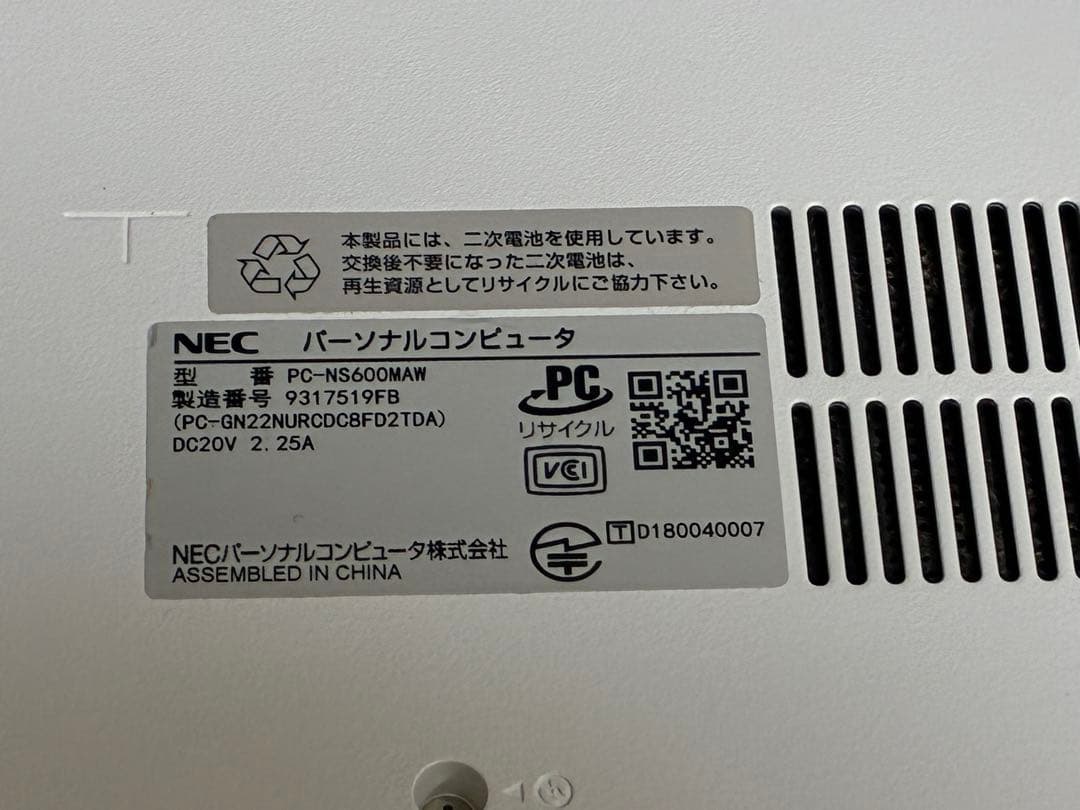 本製品には、二次電池を使用しています。
交換後不要になった二次電池は、
再生資源としてリサイクルにご協力下さい。
NEC パーソナルコンピュータ
型 番 PC-NS600MAW
製造番号 9317519FB
(PC-GN22NURCDC8FD2TDA)
DC20V 2.25A
PC
リサイクル
VCI
NECパーソナルコンピュータ株式会社
ASSEMBLED IN CHINA
T D180040007